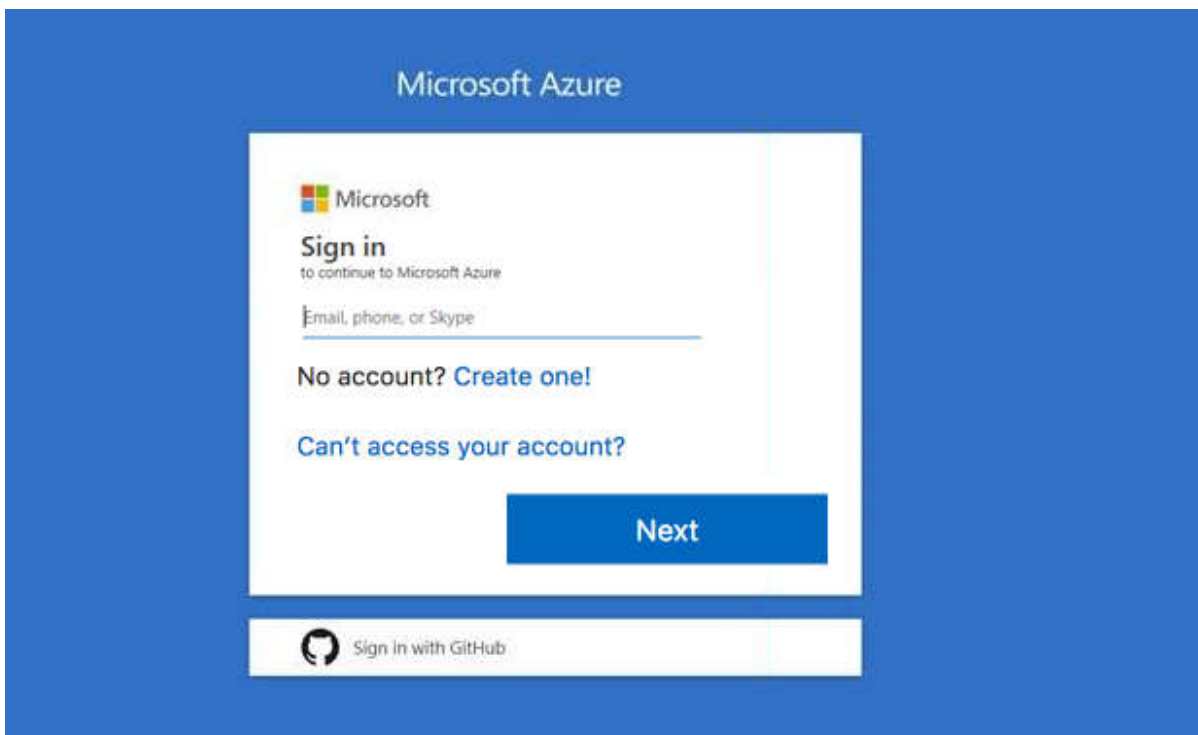 Microsoft Azure
Microsoft
Sign in
to continue to Microsoft Azure
Email, phone, or Skype
No account? Create one!
Can't access your account?
Next
Sign in with GitHub